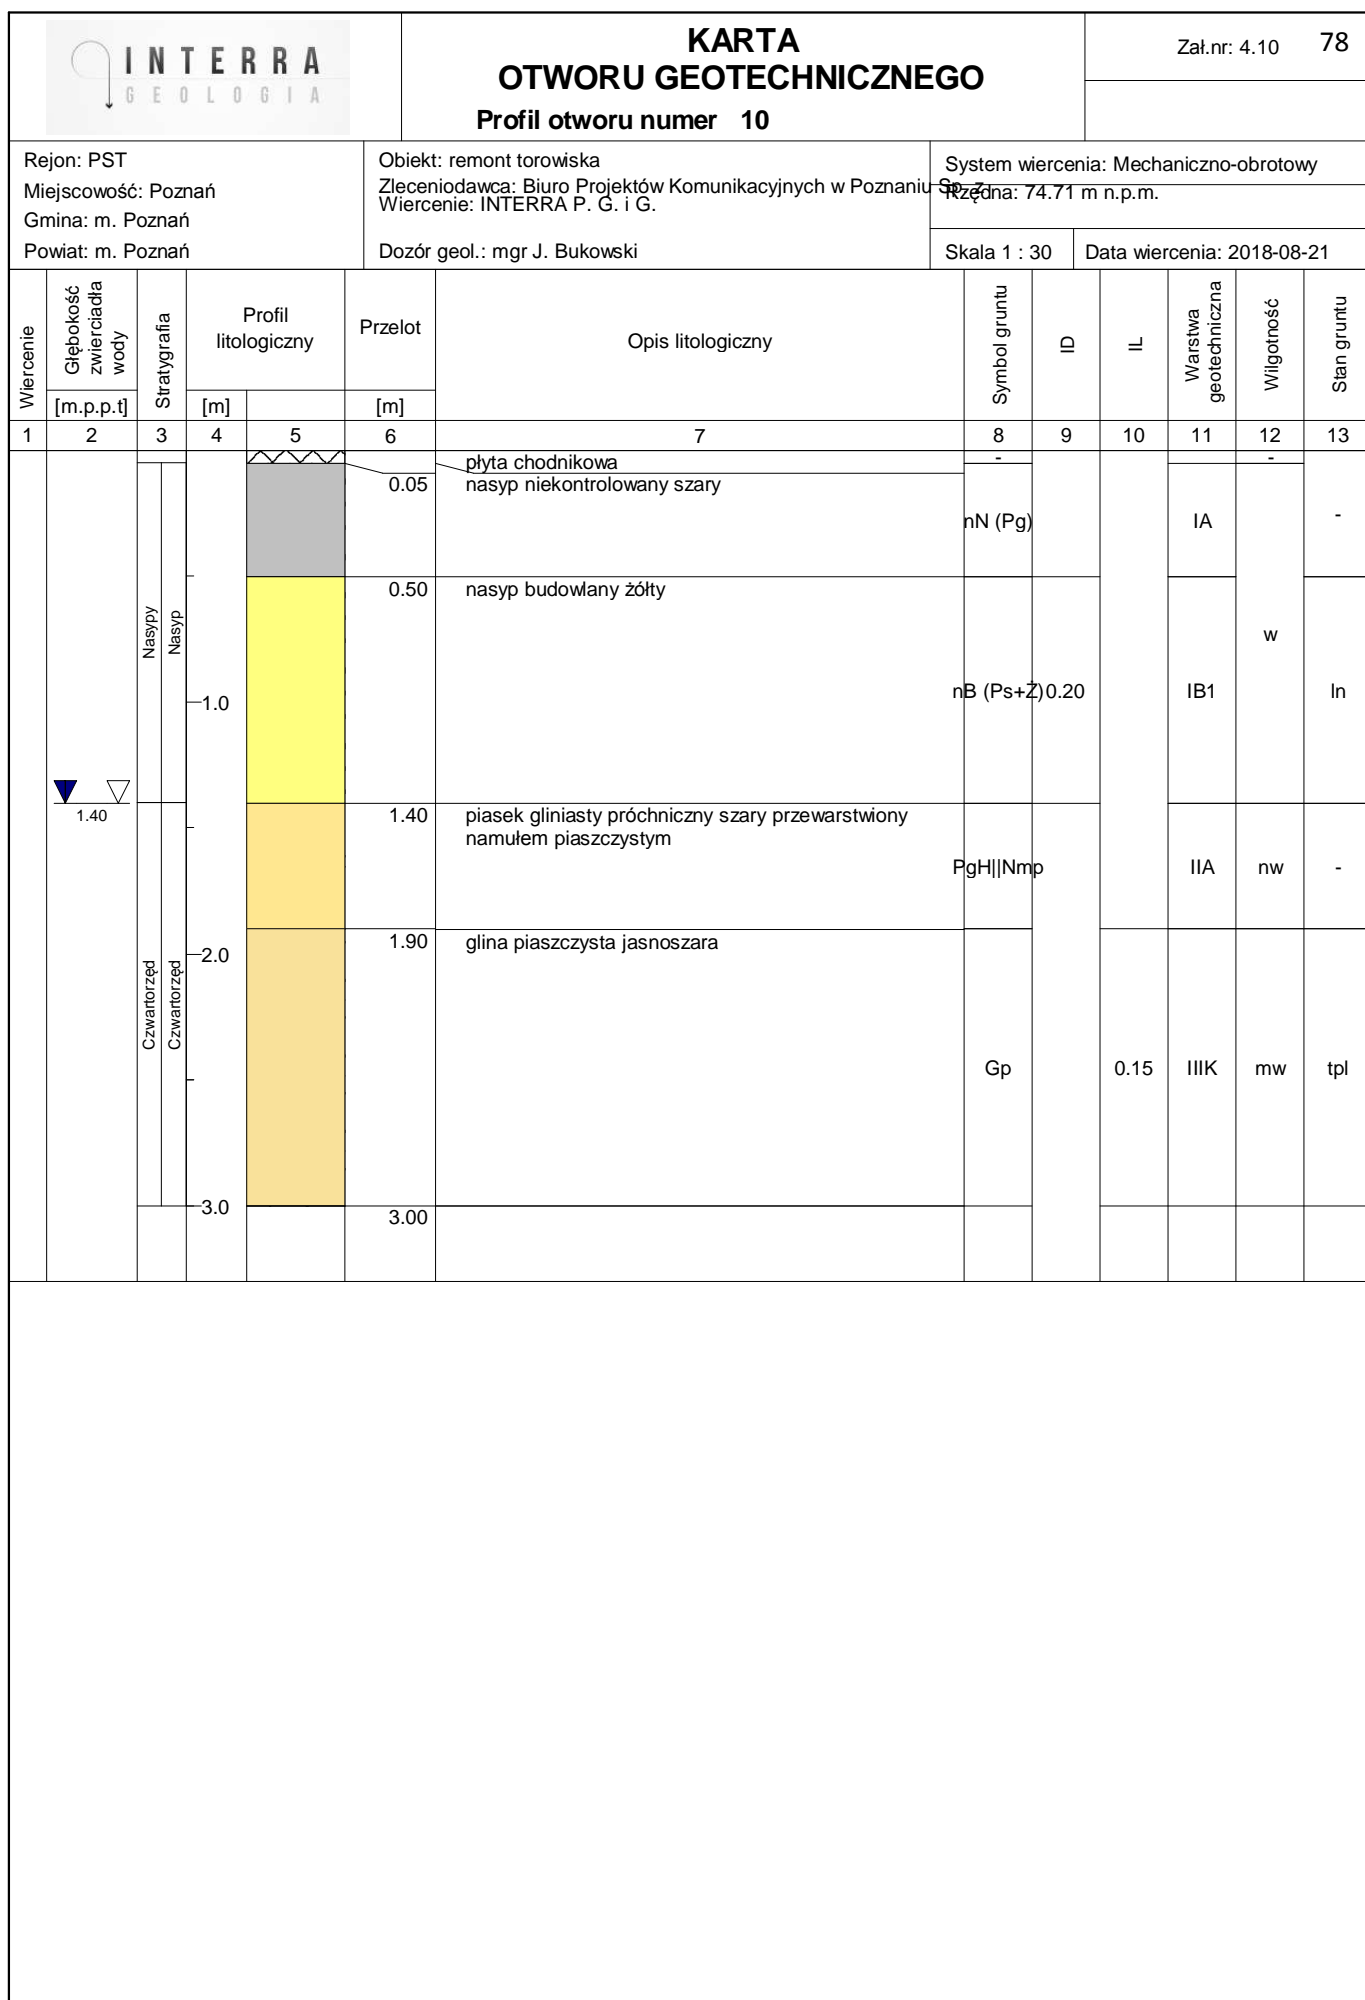 INTERRA
GEOLOGIA
KARTA
OTWORU GEOTECHNICZNEGO
Profil otworu numer 10
Zał.nr: 4.10 78
Rejon: PST
Miejscowość: Poznań
Gmina: m. Poznań
Powiat: m. Poznań
Obiekt: remont torowiska
Zleceniodawca: Biuro Projektów Komunikacyjnych w Poznaniu Sp. z
Wiercenie: INTERRA P. G. i G.
Dozór geol.: mgr J. Bukowski
System wiercenia: Mechaniczno-obrotowy
Rzędna: 74.71 m n.p.m.
Skala 1 : 30
Data wiercenia: 2018-08-21
Wiercenie
Głębokość
zwierciadła
wody
[m.p.p.t]
Stratygrafia
Profil
litologiczny
[m]
Przelot
[m]
Opis litologiczny
Symbol gruntu
ID
IL
Warstwa
geotechniczna
Wilgotność
Stan gruntu
1 2 3 4 5 6 7 8 9 10 11 12 13
płyta chodnikowa - -
0.05 nasyp niekontrolowany szary
nN (Pg) IA -
0.50 nasyp budowlany żółty
Nasypy
Nasyp
w
1.0
nB (Ps+Ż) 0.20 IB1 ln
1.40
1.40 piasek gliniasty próchniczny szary przewarstwiony
namułem piaszczystym
PgH||Nmp IIA nw -
1.90 glina piaszczysta jasnoszara
2.0
Czwartorzęd
Czwartorzęd
Gp 0.15 IIIK mw tpl
3.0
3.00